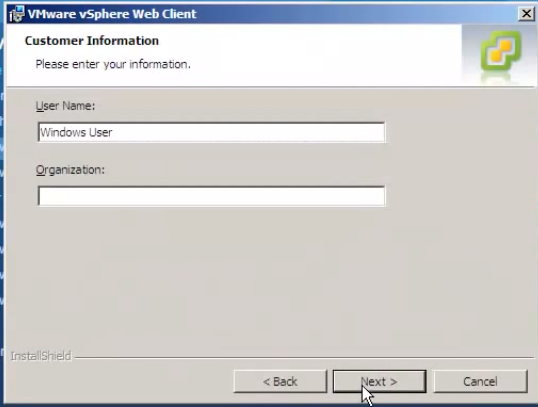 VMware vSphere Web Client
Customer Information
Please enter your information.
User Name:
Windows User
Organization:
InstallShield
< Back
Next >
Cancel